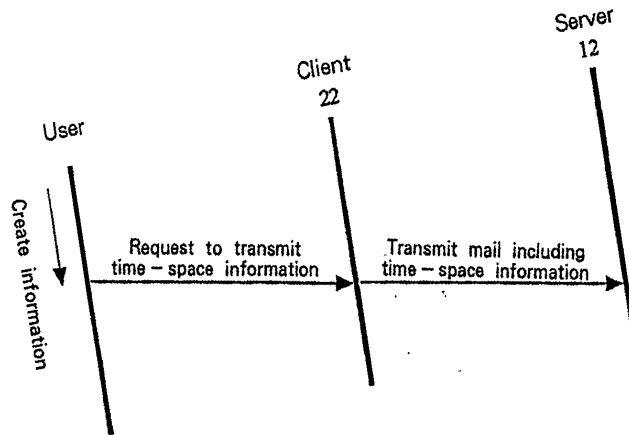 Server
12
Client
22
User
Create information
Request to transmit
time – space information
Transmit mail including
time – space information